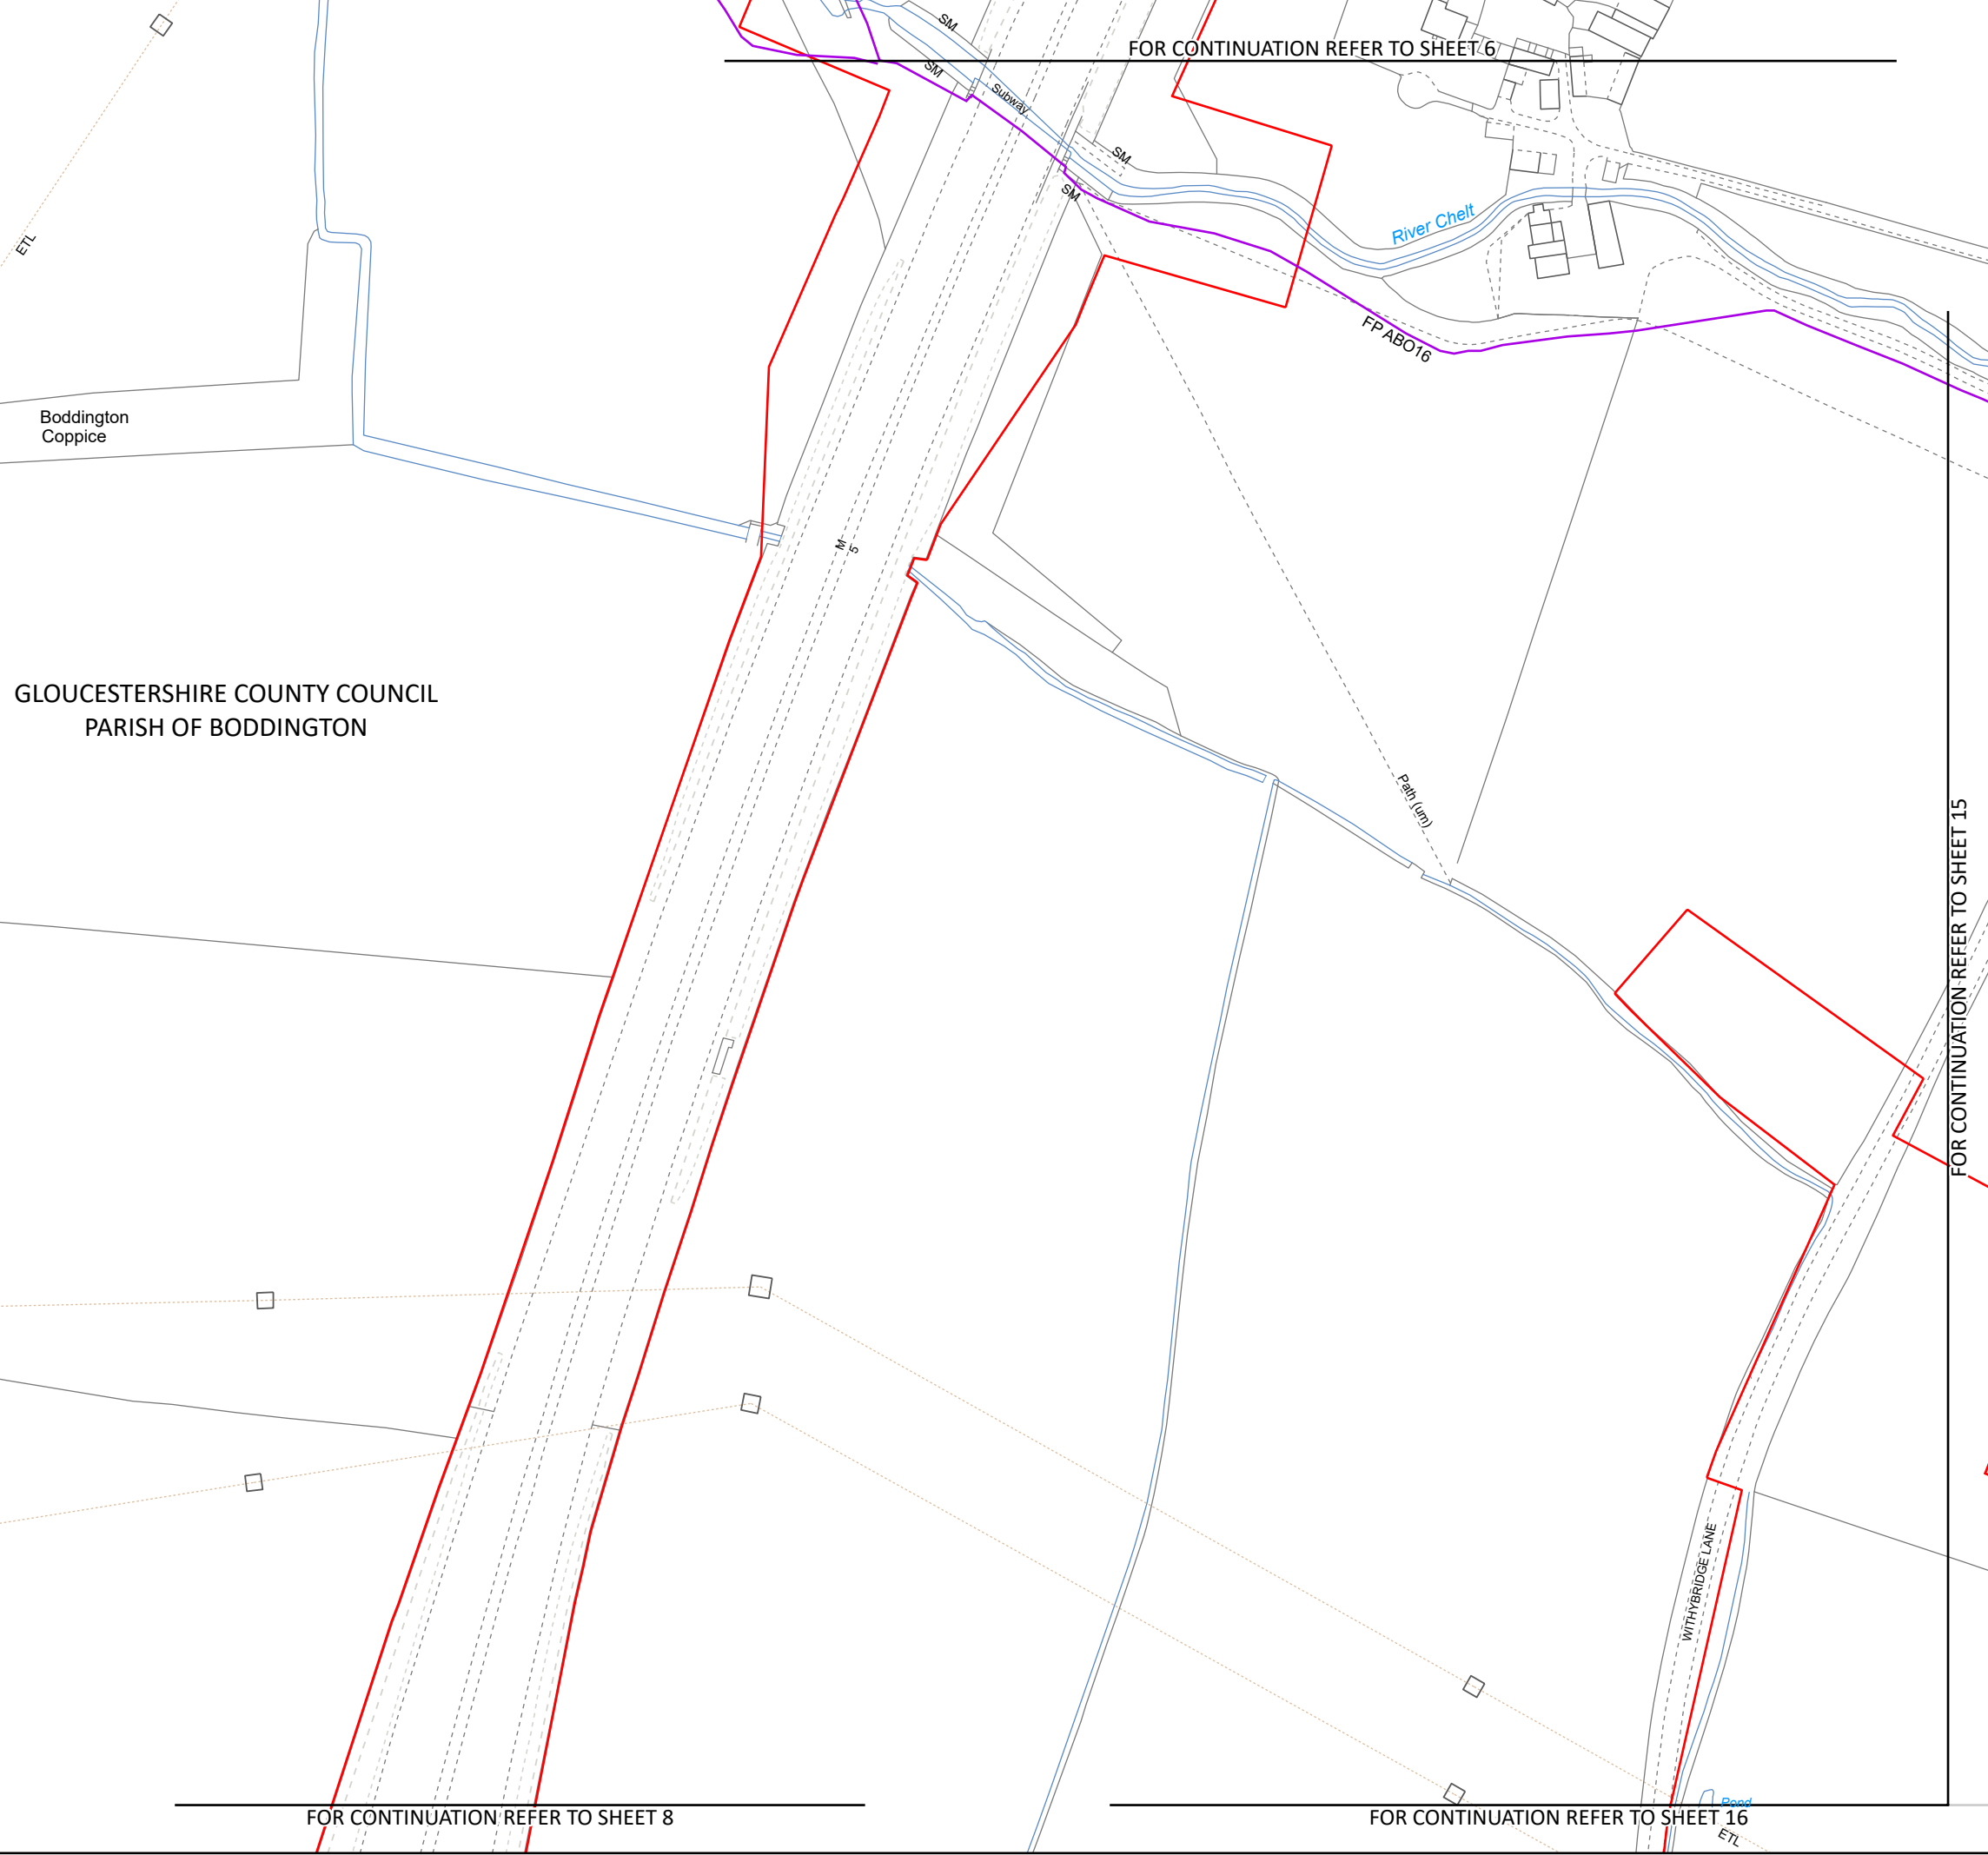 SM
FOR CONTINUATION REFER TO SHEET 6
SM
Subway
SM
SM
River Chelt
ETL
FP ABO16
Boddington
Coppice
M
5
GLOUCESTERSHIRE COUNTY COUNCIL
PARISH OF BODDINGTON
Path (um)
FOR CONTINUATION REFER TO SHEET 15
WITHYBRIDGE LANE
Pond
FOR CONTINUATION REFER TO SHEET 8
FOR CONTINUATION REFER TO SHEET 16
ETL